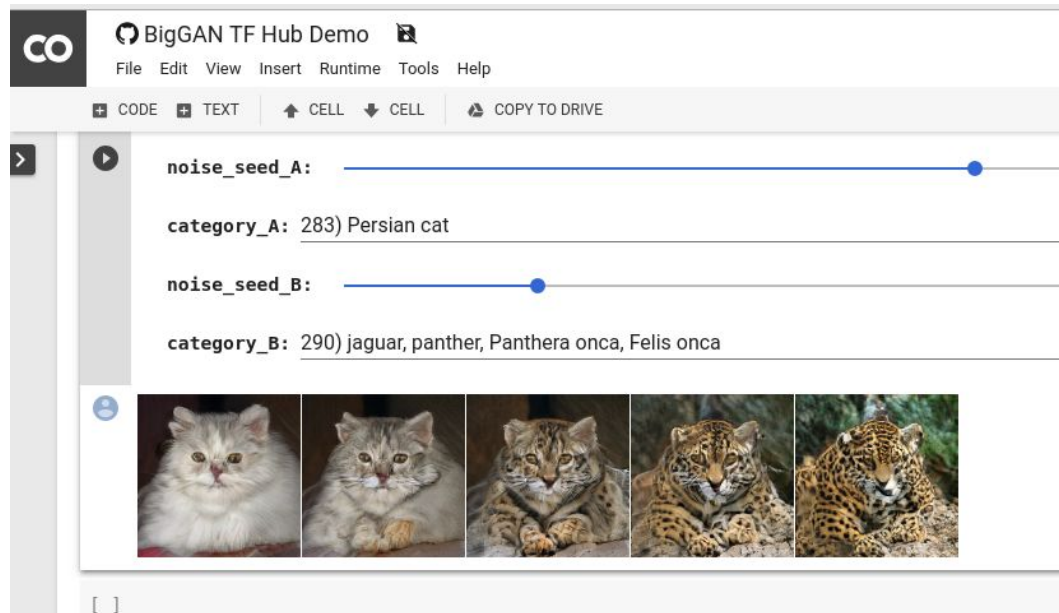 CO
BigGAN TF Hub Demo
File Edit View Insert Runtime Tools Help
CODE TEXT CELL CELL COPY TO DRIVE
noise_seed_A:
category_A: 283) Persian cat
noise_seed_B:
category_B: 290) jaguar, panther, Panthera onca, Felis onca
[ ]